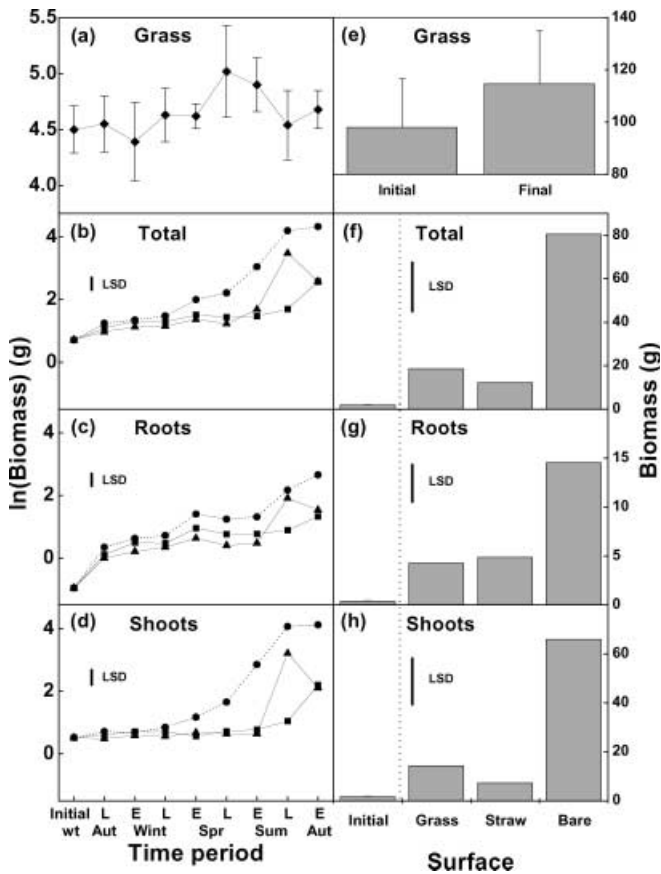 (a) Grass
5.5
5.0
4.5
4.0
(e) Grass
140
120
100
80
Initial Final
(b) Total
LSD
4
2
0
(f) Total
LSD
80
60
40
20
0
(c) Roots
LSD
4
2
0
(g) Roots
LSD
15
10
5
0
(d) Shoots
LSD
4
2
0
(h) Shoots
LSD
60
40
20
0
ln(Biomass) (g)
Biomass (g)
Initial L E L E L E L E
wt Aut Wint Spr Sum Aut
Time period
Initial Grass Straw Bare
Surface